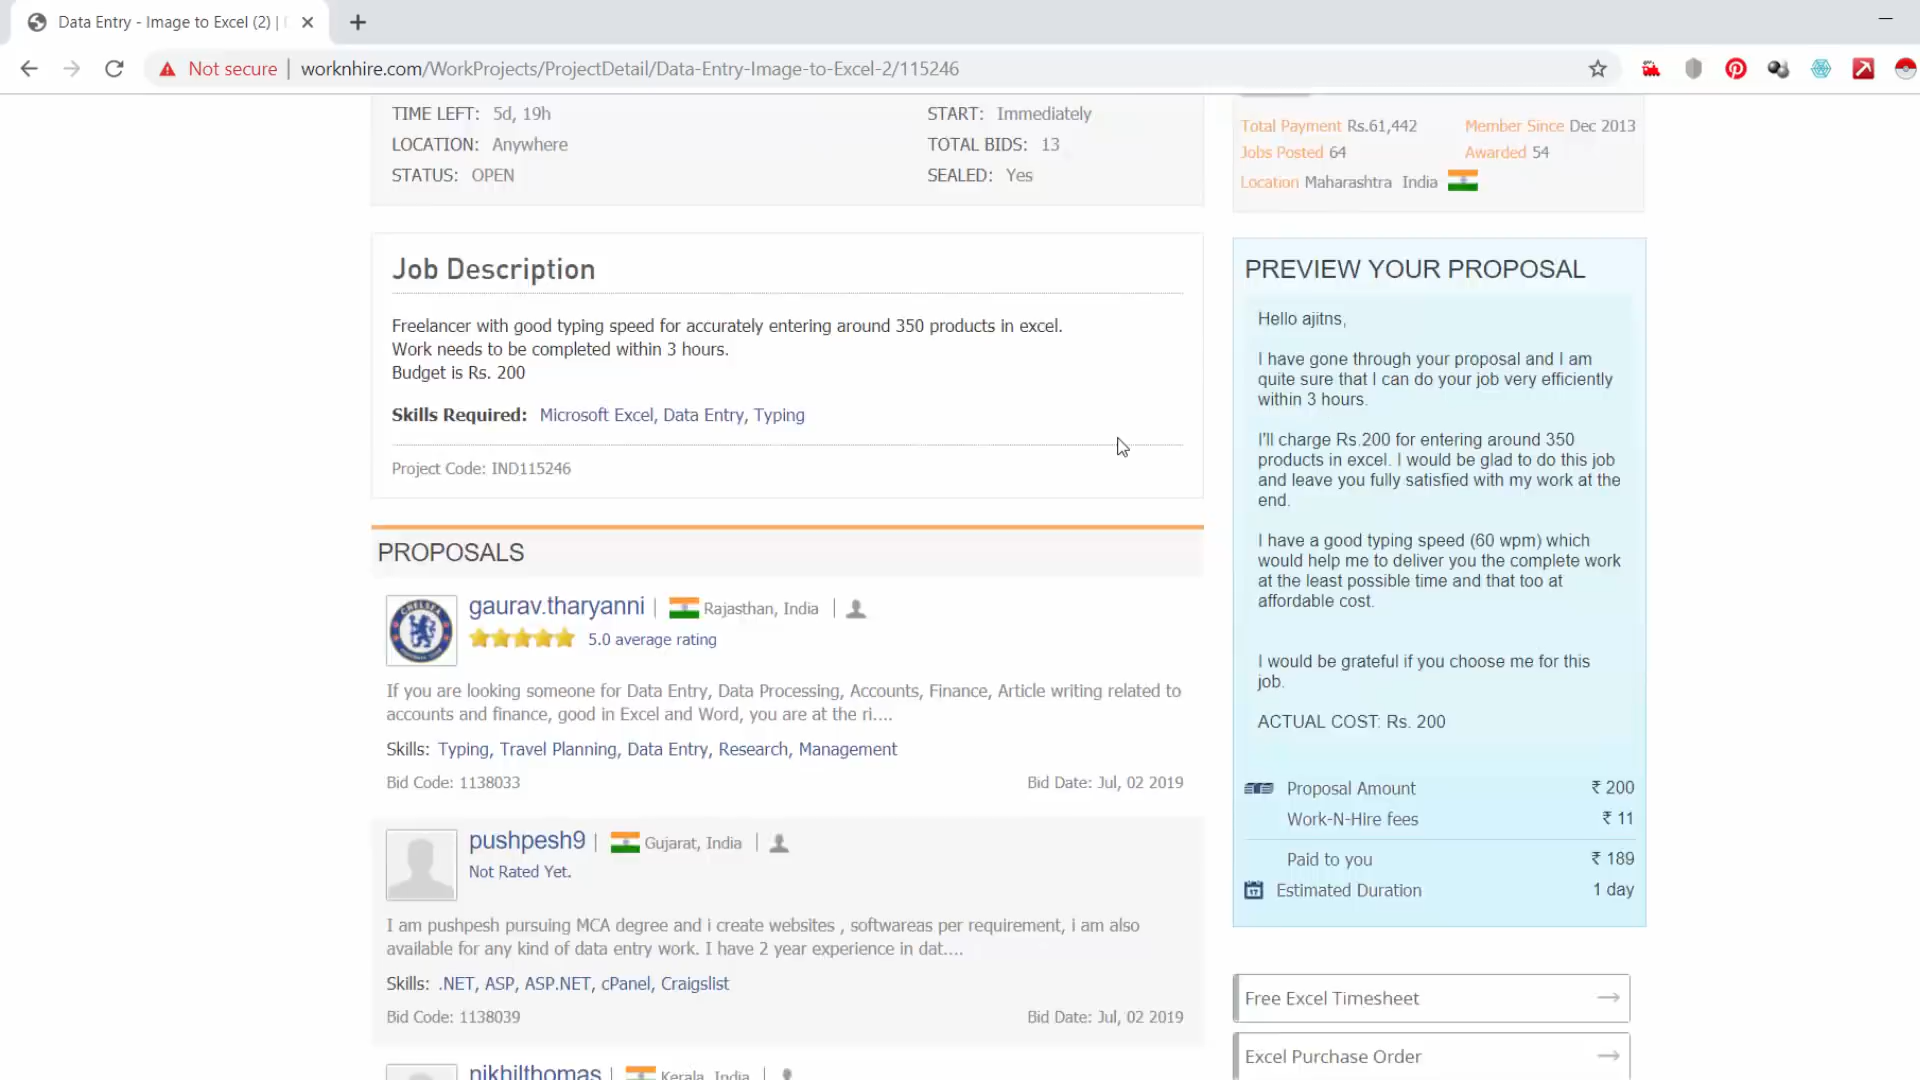 Data Entry - Image to Excel (2) |
Not secure | worknhire.com/WorkProjects/ProjectDetail/Data-Entry-Image-to-Excel-2/115246
TIME LEFT: 5d, 19h
START: Immediately
LOCATION: Anywhere
TOTAL BIDS: 13
STATUS: OPEN
SEALED: Yes
Total Payment Rs.61,442
Member Since Dec 2013
Jobs Posted 64
Awarded 54
Location Maharashtra India
Job Description
Freelancer with good typing speed for accurately entering around 350 products in excel.
Work needs to be completed within 3 hours.
Budget is Rs. 200
Skills Required: Microsoft Excel, Data Entry, Typing
Project Code: IND115246
PROPOSALS
CHELSEA
gaurav.tharyanni | Rajasthan, India |
5.0 average rating
If you are looking someone for Data Entry, Data Processing, Accounts, Finance, Article writing related to
accounts and finance, good in Excel and Word, you are at the ri....
Skills: Typing, Travel Planning, Data Entry, Research, Management
Bid Code: 1138033
Bid Date: Jul, 02 2019
pushpesh9 | Gujarat, India |
Not Rated Yet.
I am pushpesh pursuing MCA degree and i create websites , softwareas per requirement, i am also
available for any kind of data entry work. I have 2 year experience in dat....
Skills: .NET, ASP, ASP.NET, cPanel, Craigslist
Bid Code: 1138039
Bid Date: Jul, 02 2019
nikhilthomas | Kerala, India |
PREVIEW YOUR PROPOSAL
Hello ajitns,
I have gone through your proposal and I am
quite sure that I can do your job very efficiently
within 3 hours.
I'll charge Rs.200 for entering around 350
products in excel. I would be glad to do this job
and leave you fully satisfied with my work at the
end.
I have a good typing speed (60 wpm) which
would help me to deliver you the complete work
at the least possible time and that too at
affordable cost.
I would be grateful if you choose me for this
job.
ACTUAL COST: Rs. 200
Proposal Amount ₹ 200
Work-N-Hire fees ₹ 11
Paid to you ₹ 189
17 Estimated Duration 1 day
Free Excel Timesheet
Excel Purchase Order